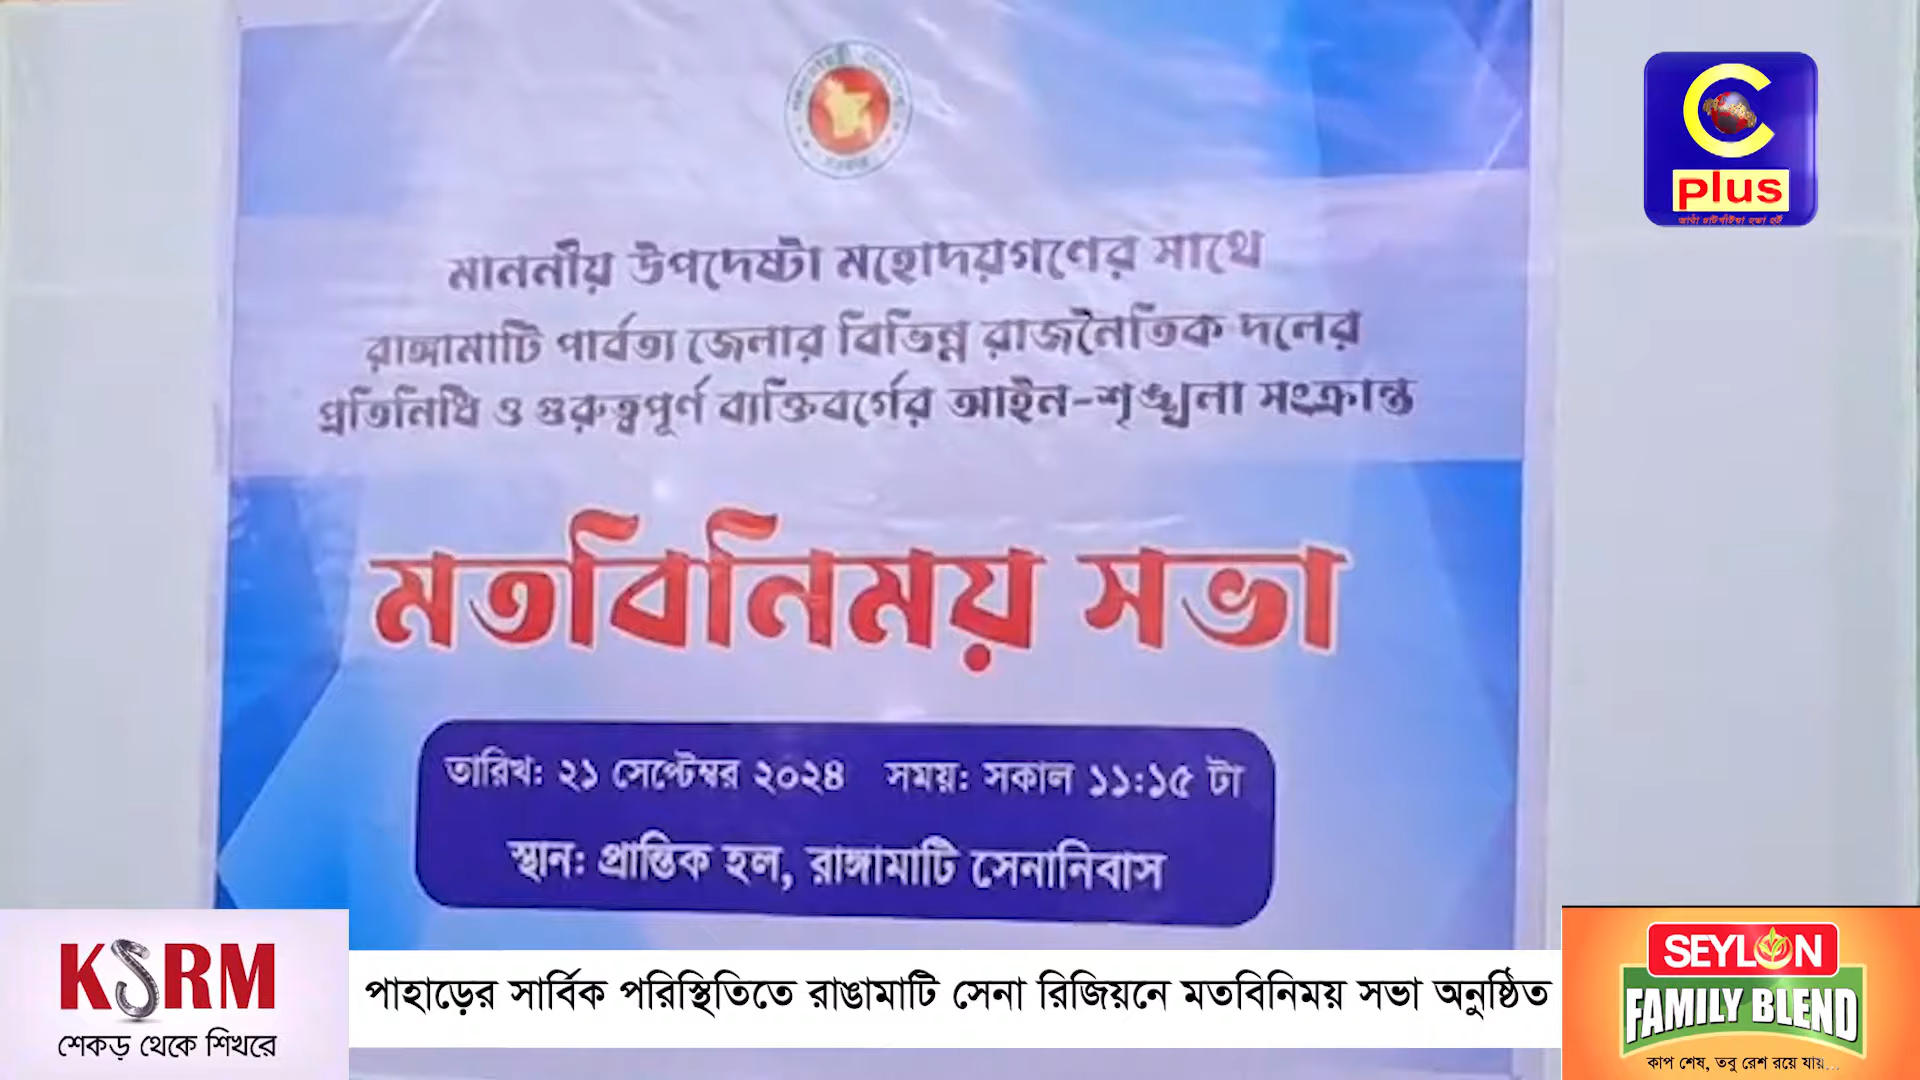 C
plus
মাননীয় উপদেষ্টা মহোদয়গণের সাথে
রাঙ্গামাটি পার্বত্য জেলার বিভিন্ন রাজনৈতিক দলের
প্রতিনিধি ও গুরুত্বপূর্ণ ব্যক্তিবর্গের আইন-শৃঙ্খলা সংক্রান্ত
মতবিনিময় সভা
তারিখ: ২১ সেপ্টেম্বর ২০২৪ সময়: সকাল ১১:১৫ টা
স্থান: প্রান্তিক হল, রাঙ্গামাটি সেনানিবাস
KSRM
শেকড় থেকে শিখরে
পাহাড়ের সার্বিক পরিস্থিতিতে রাঙামাটি সেনা রিজিয়নে মতবিনিময় সভা অনুষ্ঠিত
SEYLON
FAMILY BLEND
কাপ শেষ, তবু রেশ রয়ে যায়...